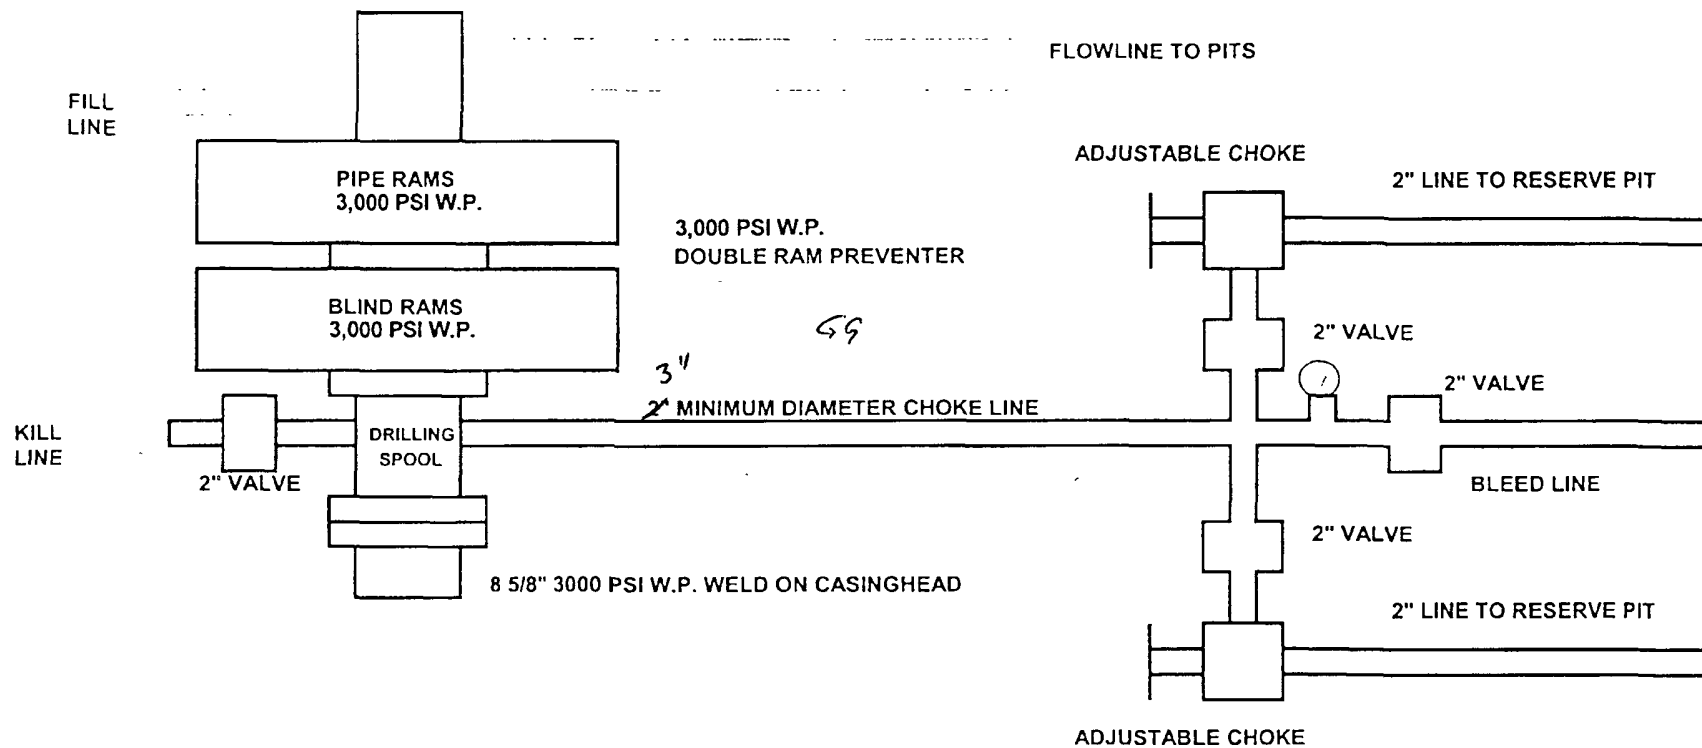 FLOWLINE TO PITS
FILL
LINE
ADJUSTABLE CHOKE
PIPE RAMS
3,000 PSI W.P.
2" LINE TO RESERVE PIT
3,000 PSI W.P.
DOUBLE RAM PREVENTER
BLIND RAMS
3,000 PSI W.P.
2" VALVE
3"
2" MINIMUM DIAMETER CHOKE LINE
2" VALVE
KILL
LINE
DRILLING
SPOOL
2" VALVE
BLEED LINE
2" VALVE
8 5/8" 3000 PSI W.P. WELD ON CASINGHEAD
2" LINE TO RESERVE PIT
ADJUSTABLE CHOKE